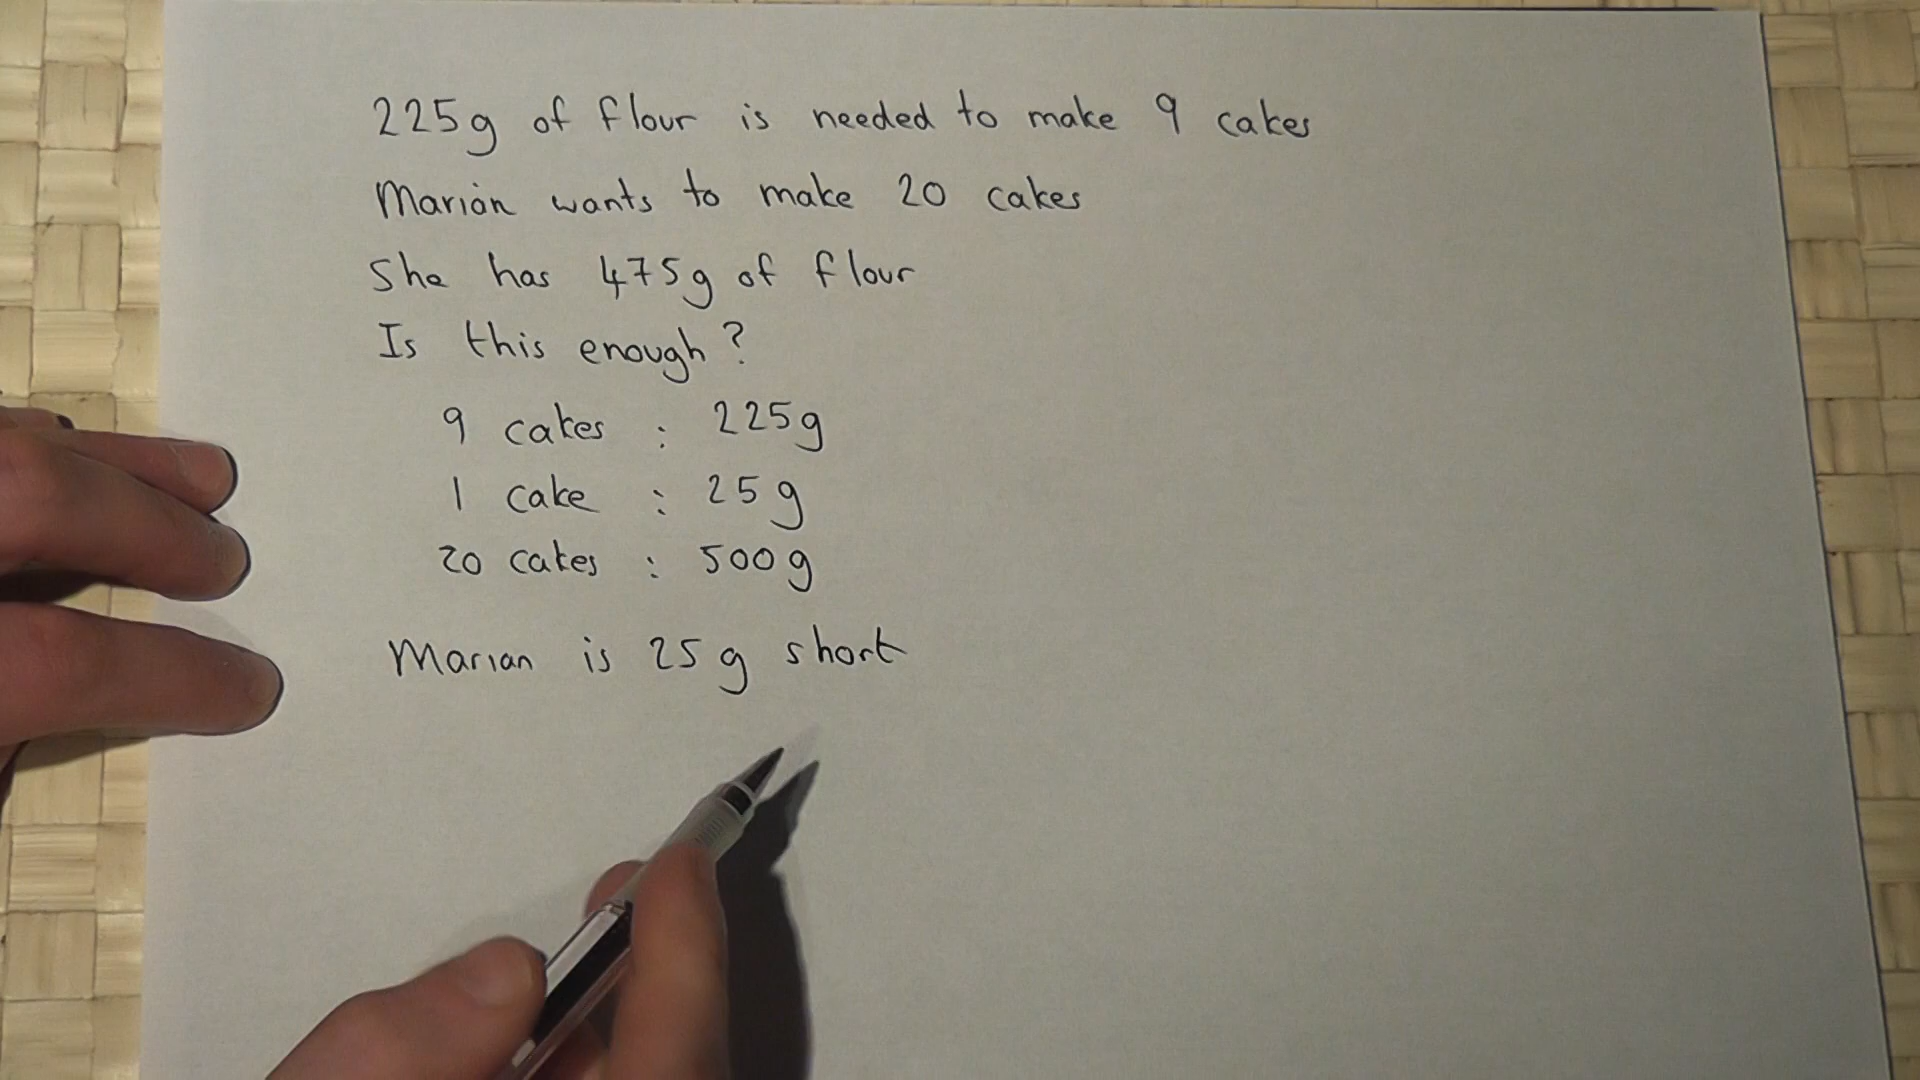 225g of flour is needed to make 9 cakes
Marian wants to make 20 cakes
She has 475g of flour
Is this enough?
9 cakes : 225g
1 cake : 25g
20 cakes : 500g
Marian is 25g short